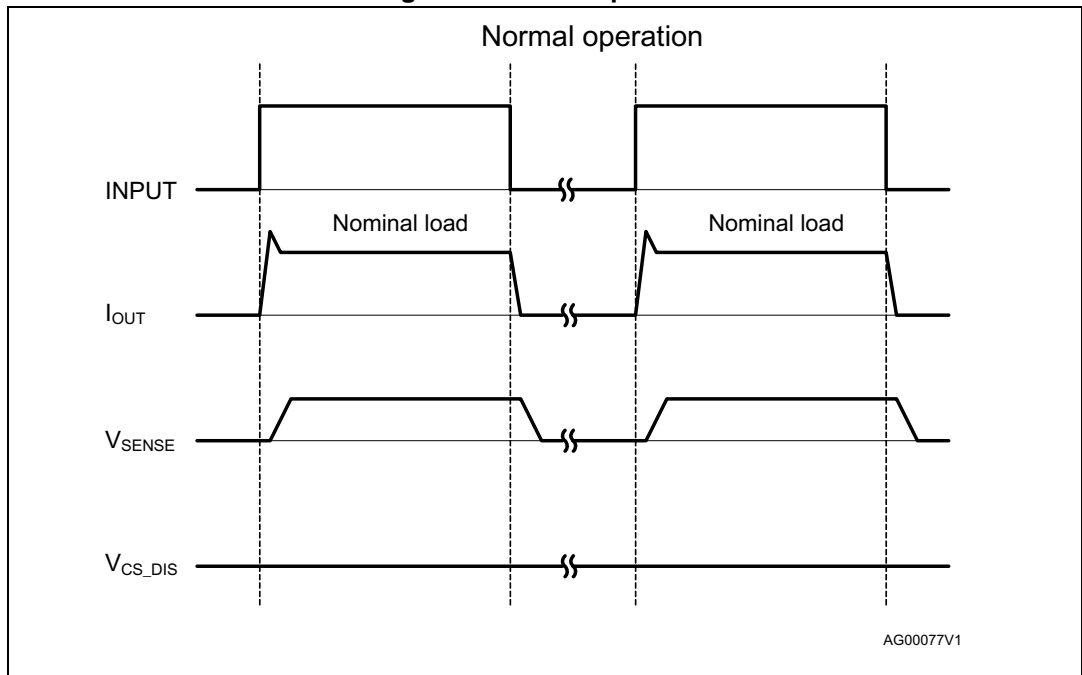 Normal operation
INPUT
Nominal load
Nominal load
IOUT
VSENSE
VCS_DIS
AG00077V1